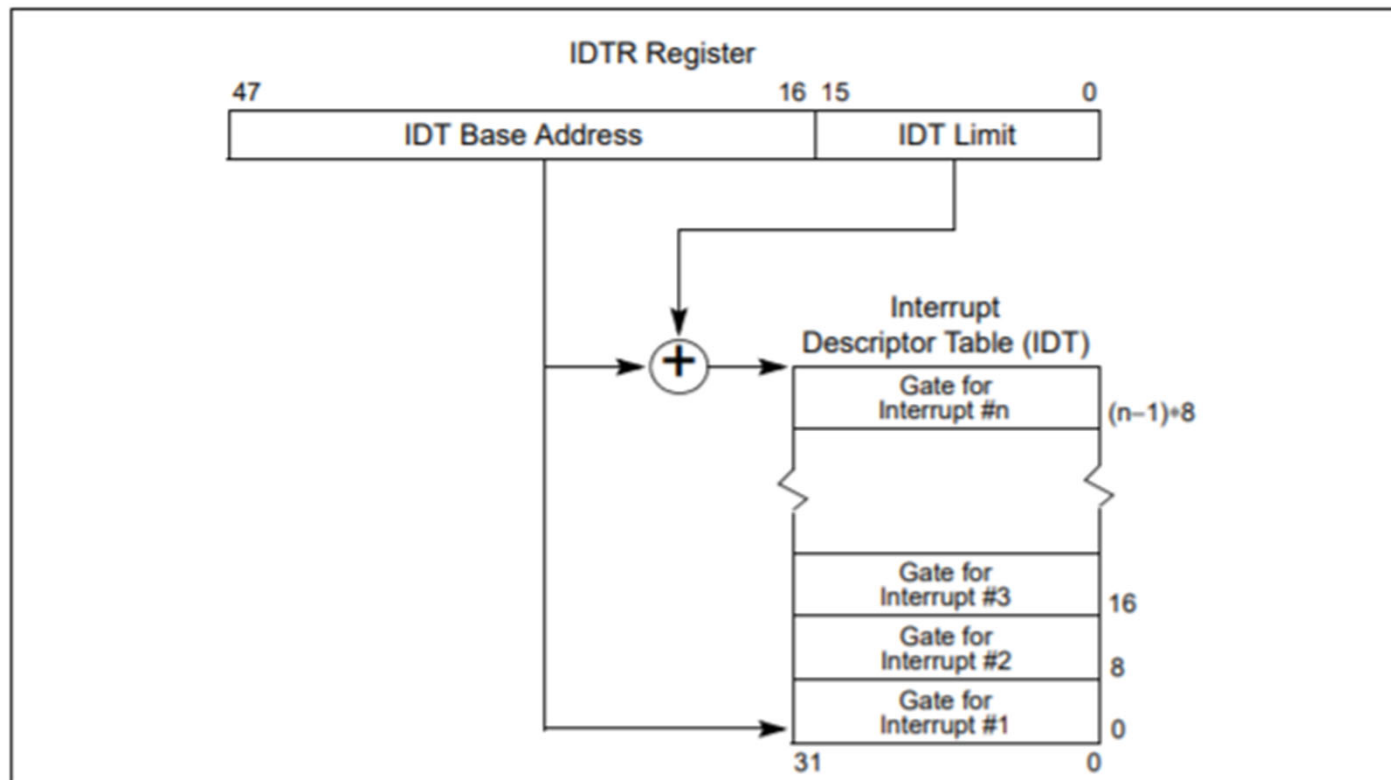 IDTR Register
47 16 15 0
IDT Base Address IDT Limit
+
Interrupt
Descriptor Table (IDT)
Gate for
Interrupt #n
(n−1)∗8
Gate for
Interrupt #3
16
Gate for
Interrupt #2
8
Gate for
Interrupt #1
0
31 0